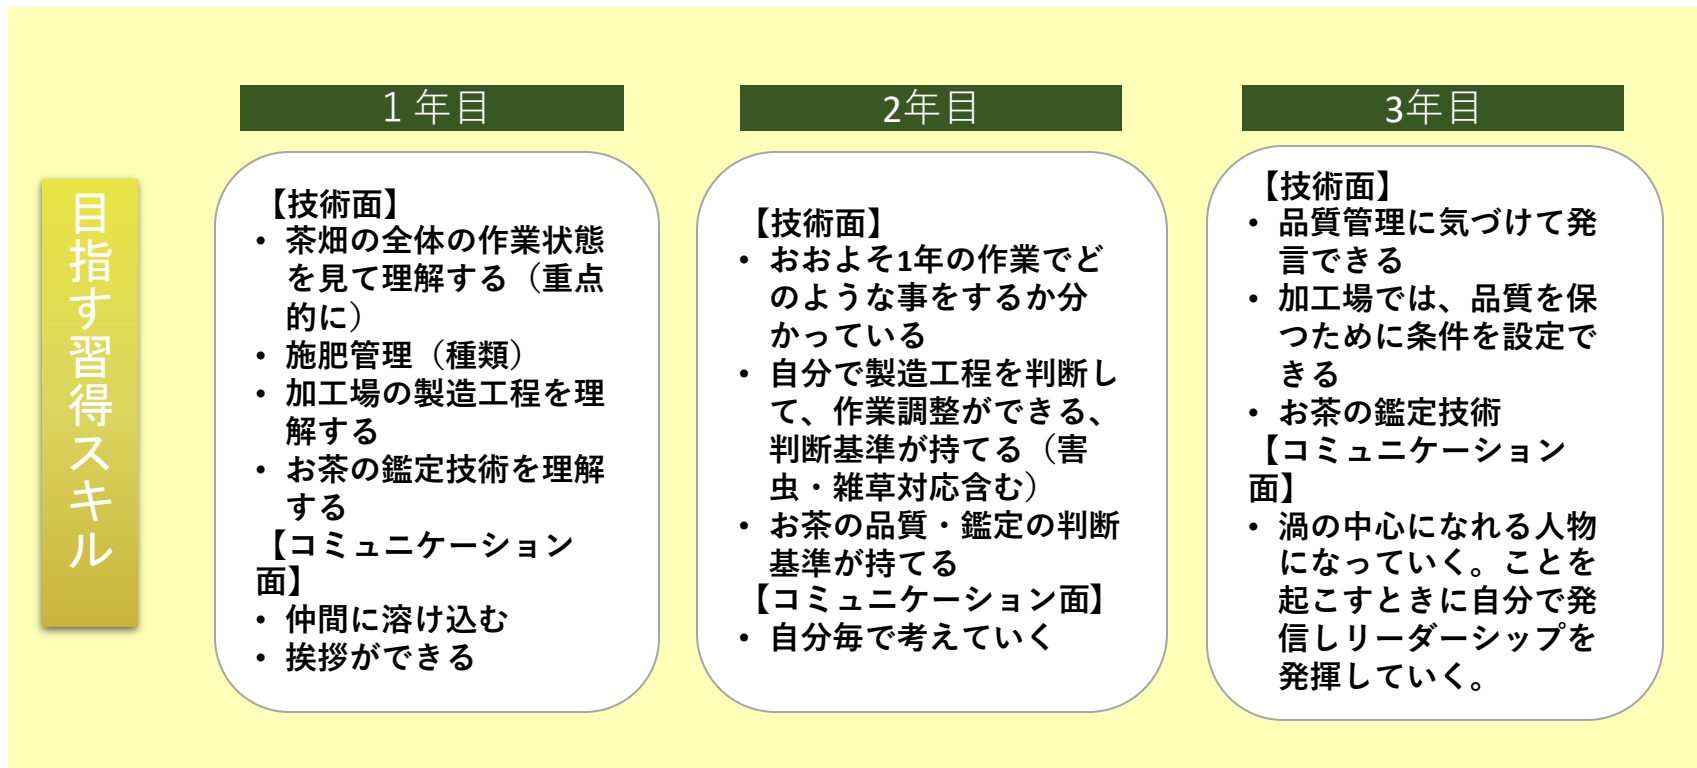 目指す習得スキル
１年目
【技術面】
• 茶畑の全体の作業状態
を見て理解する（重点
的に）
• 施肥管理（種類）
• 加工場の製造工程を理
解する
• お茶の鑑定技術を理解
する
【コミュニケーション
面】
• 仲間に溶け込む
• 挨拶ができる
2年目
【技術面】
• おおよそ1年の作業でど
のような事をするか分
かっている
• 自分で製造工程を判断し
て、作業調整ができる、
判断基準が持てる（害
虫・雑草対応含む）
• お茶の品質・鑑定の判断
基準が持てる
【コミュニケーション面】
• 自分毎で考えていく
3年目
【技術面】
• 品質管理に気づけて発
言できる
• 加工場では、品質を保
つために条件を設定で
きる
• お茶の鑑定技術
【コミュニケーション
面】
• 渦の中心になれる人物
になっていく。ことを
起こすときに自分で発
信しリーダーシップを
発揮していく。